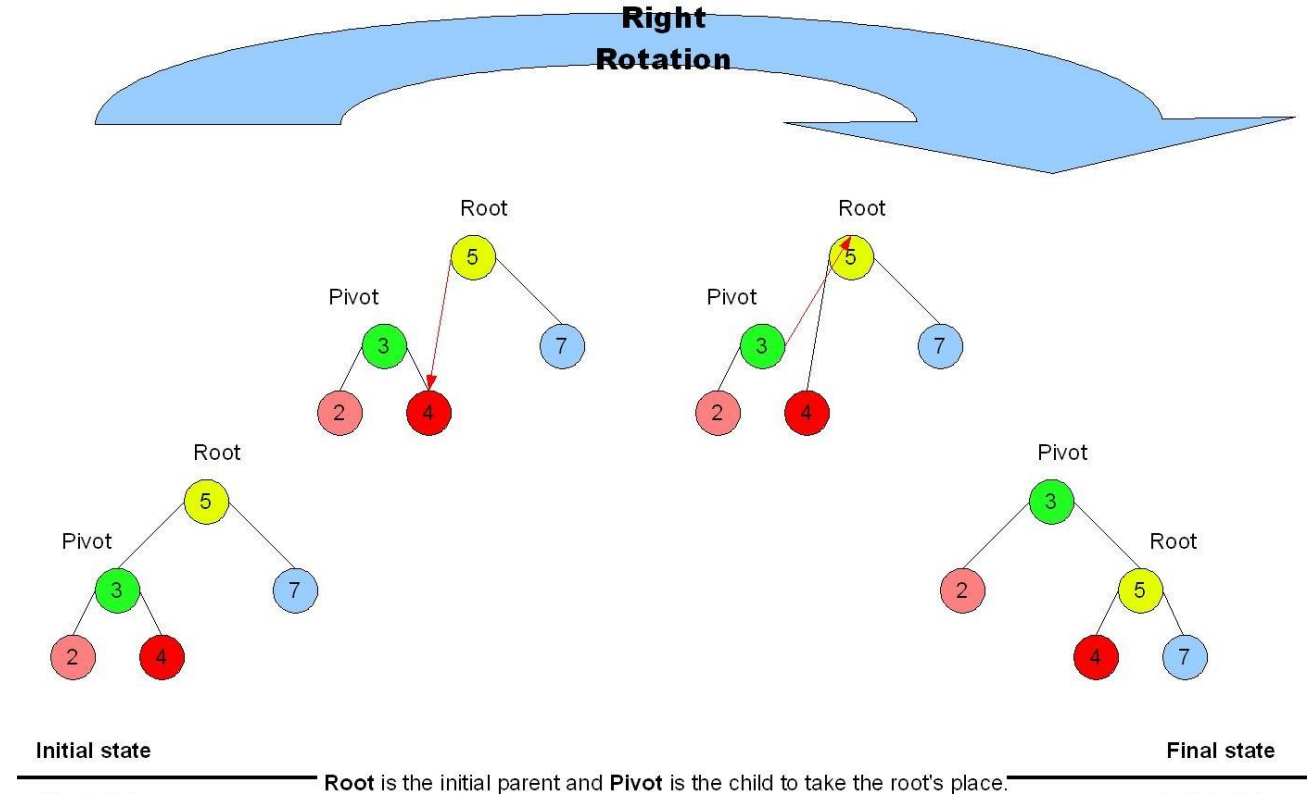 Right
Rotation
Root
Root
5
5
Pivot
Pivot
3
7
3
7
2
4
2
4
Root
Pivot
5
3
Pivot
Root
3
7
2
5
2
4
4
7
Initial state
Final state
Root is the initial parent and Pivot is the child to take the root's place.